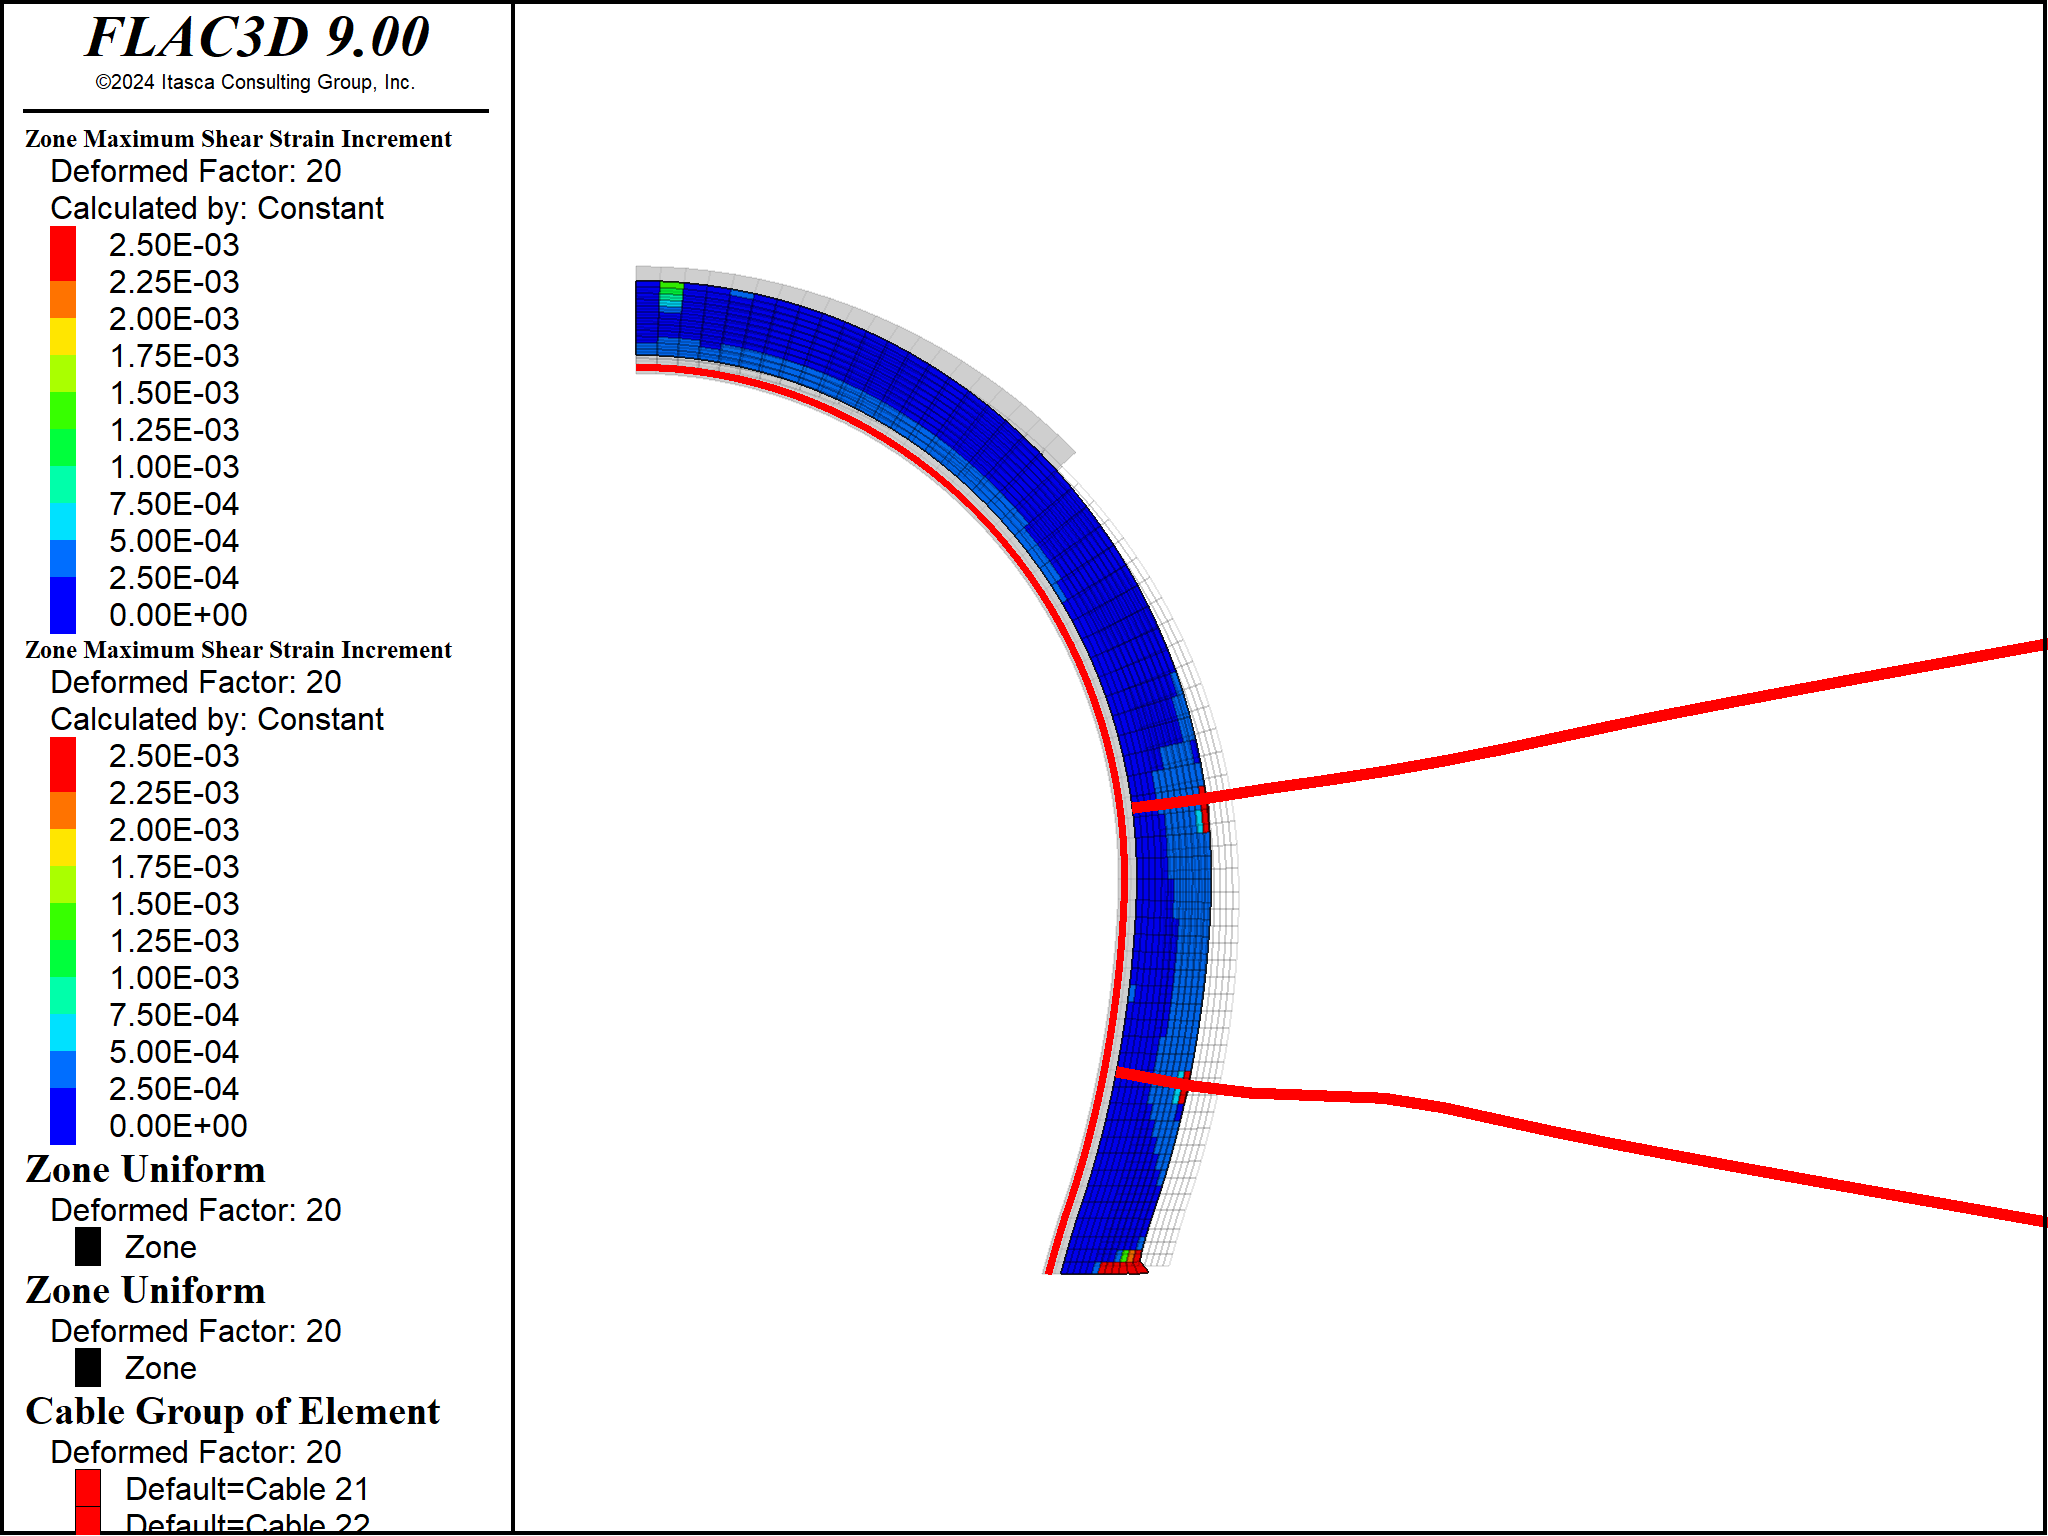 FLAC3D 9.00
©2024 Itasca Consulting Group, Inc.
Zone Maximum Shear Strain Increment
Deformed Factor: 20
Calculated by: Constant
2.50E-03
2.25E-03
2.00E-03
1.75E-03
1.50E-03
1.25E-03
1.00E-03
7.50E-04
5.00E-04
2.50E-04
0.00E+00
Zone Maximum Shear Strain Increment
Deformed Factor: 20
Calculated by: Constant
2.50E-03
2.25E-03
2.00E-03
1.75E-03
1.50E-03
1.25E-03
1.00E-03
7.50E-04
5.00E-04
2.50E-04
0.00E+00
Zone Uniform
Deformed Factor: 20
Zone
Zone Uniform
Deformed Factor: 20
Zone
Cable Group of Element
Deformed Factor: 20
Default=Cable 21
Default=Cable 22